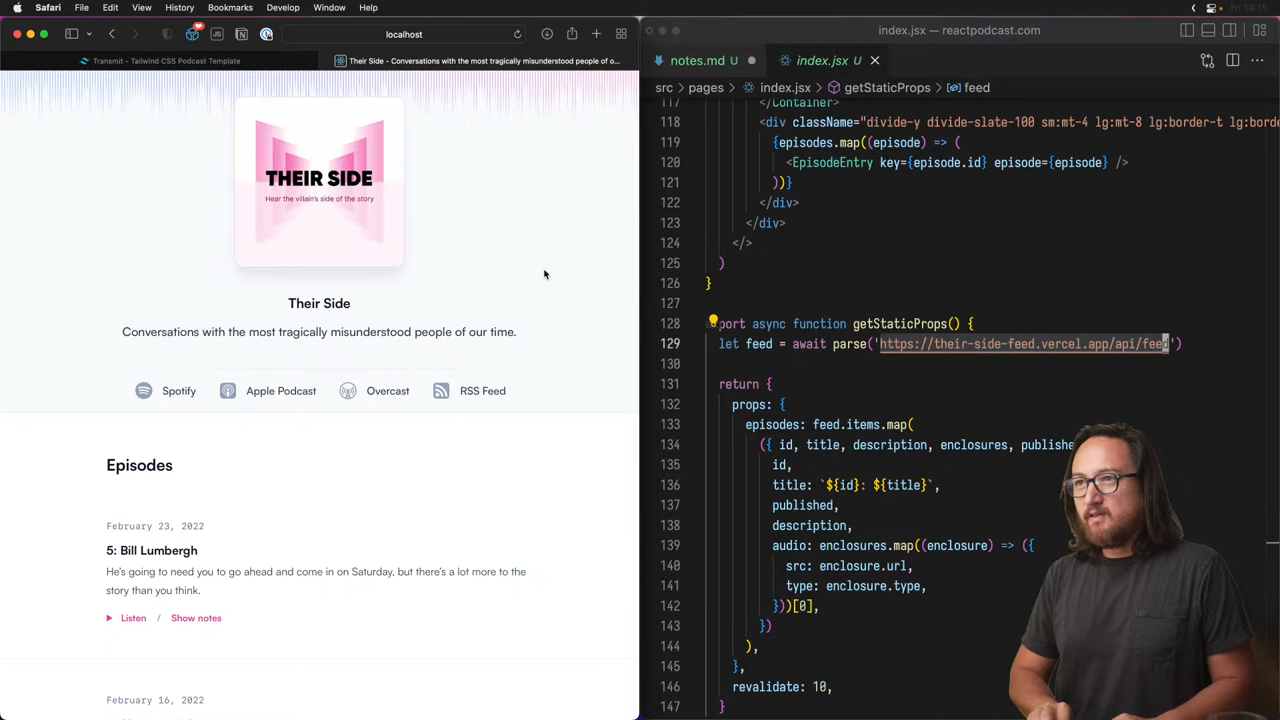 Safari File Edit View History Bookmarks Develop Window Help
Fri 10:15
localhost
Transmit - Tailwind CSS Podcast Template
Their Side - Conversations with the most tragically misunderstood people of o...
THEIR SIDE
Hear the villain's side of the story
Their Side
Conversations with the most tragically misunderstood people of our time.
Spotify
Apple Podcast
Overcast
RSS Feed
Episodes
February 23, 2022
5: Bill Lumbergh
He's going to need you to go ahead and come in on Saturday, but there's a lot more to the
story than you think.
Listen / Show notes
February 16, 2022
index.jsx — reactpodcast.com
notes.md
index.jsx U
src > pages > index.jsx > getStaticProps > feed
117 </Container>
118 <div className="divide-y divide-slate-100 sm:mt-4 lg:mt-8 lg:border-t lg:bord
119 {episodes.map((episode) => (
120 <EpisodeEntry key={episode.id} episode={episode} />
121 ))}
122 </div>
123 </div>
124 </>
125 )
126 }
127
128 port async function getStaticProps() {
129 let feed = await parse('https://their-side-feed.vercel.app/api/feed')
130
131 return {
132 props: {
133 episodes: feed.items.map(
134 ({ id, title, description, enclosures, publishe
135 id,
136 title: `${id}: ${title}`,
137 published,
138 description,
139 audio: enclosures.map((enclosure) => ({
140 src: enclosure.url,
141 type: enclosure.type,
142 }))[0],
143 })
144 ),
145 },
146 revalidate: 10,
147 }